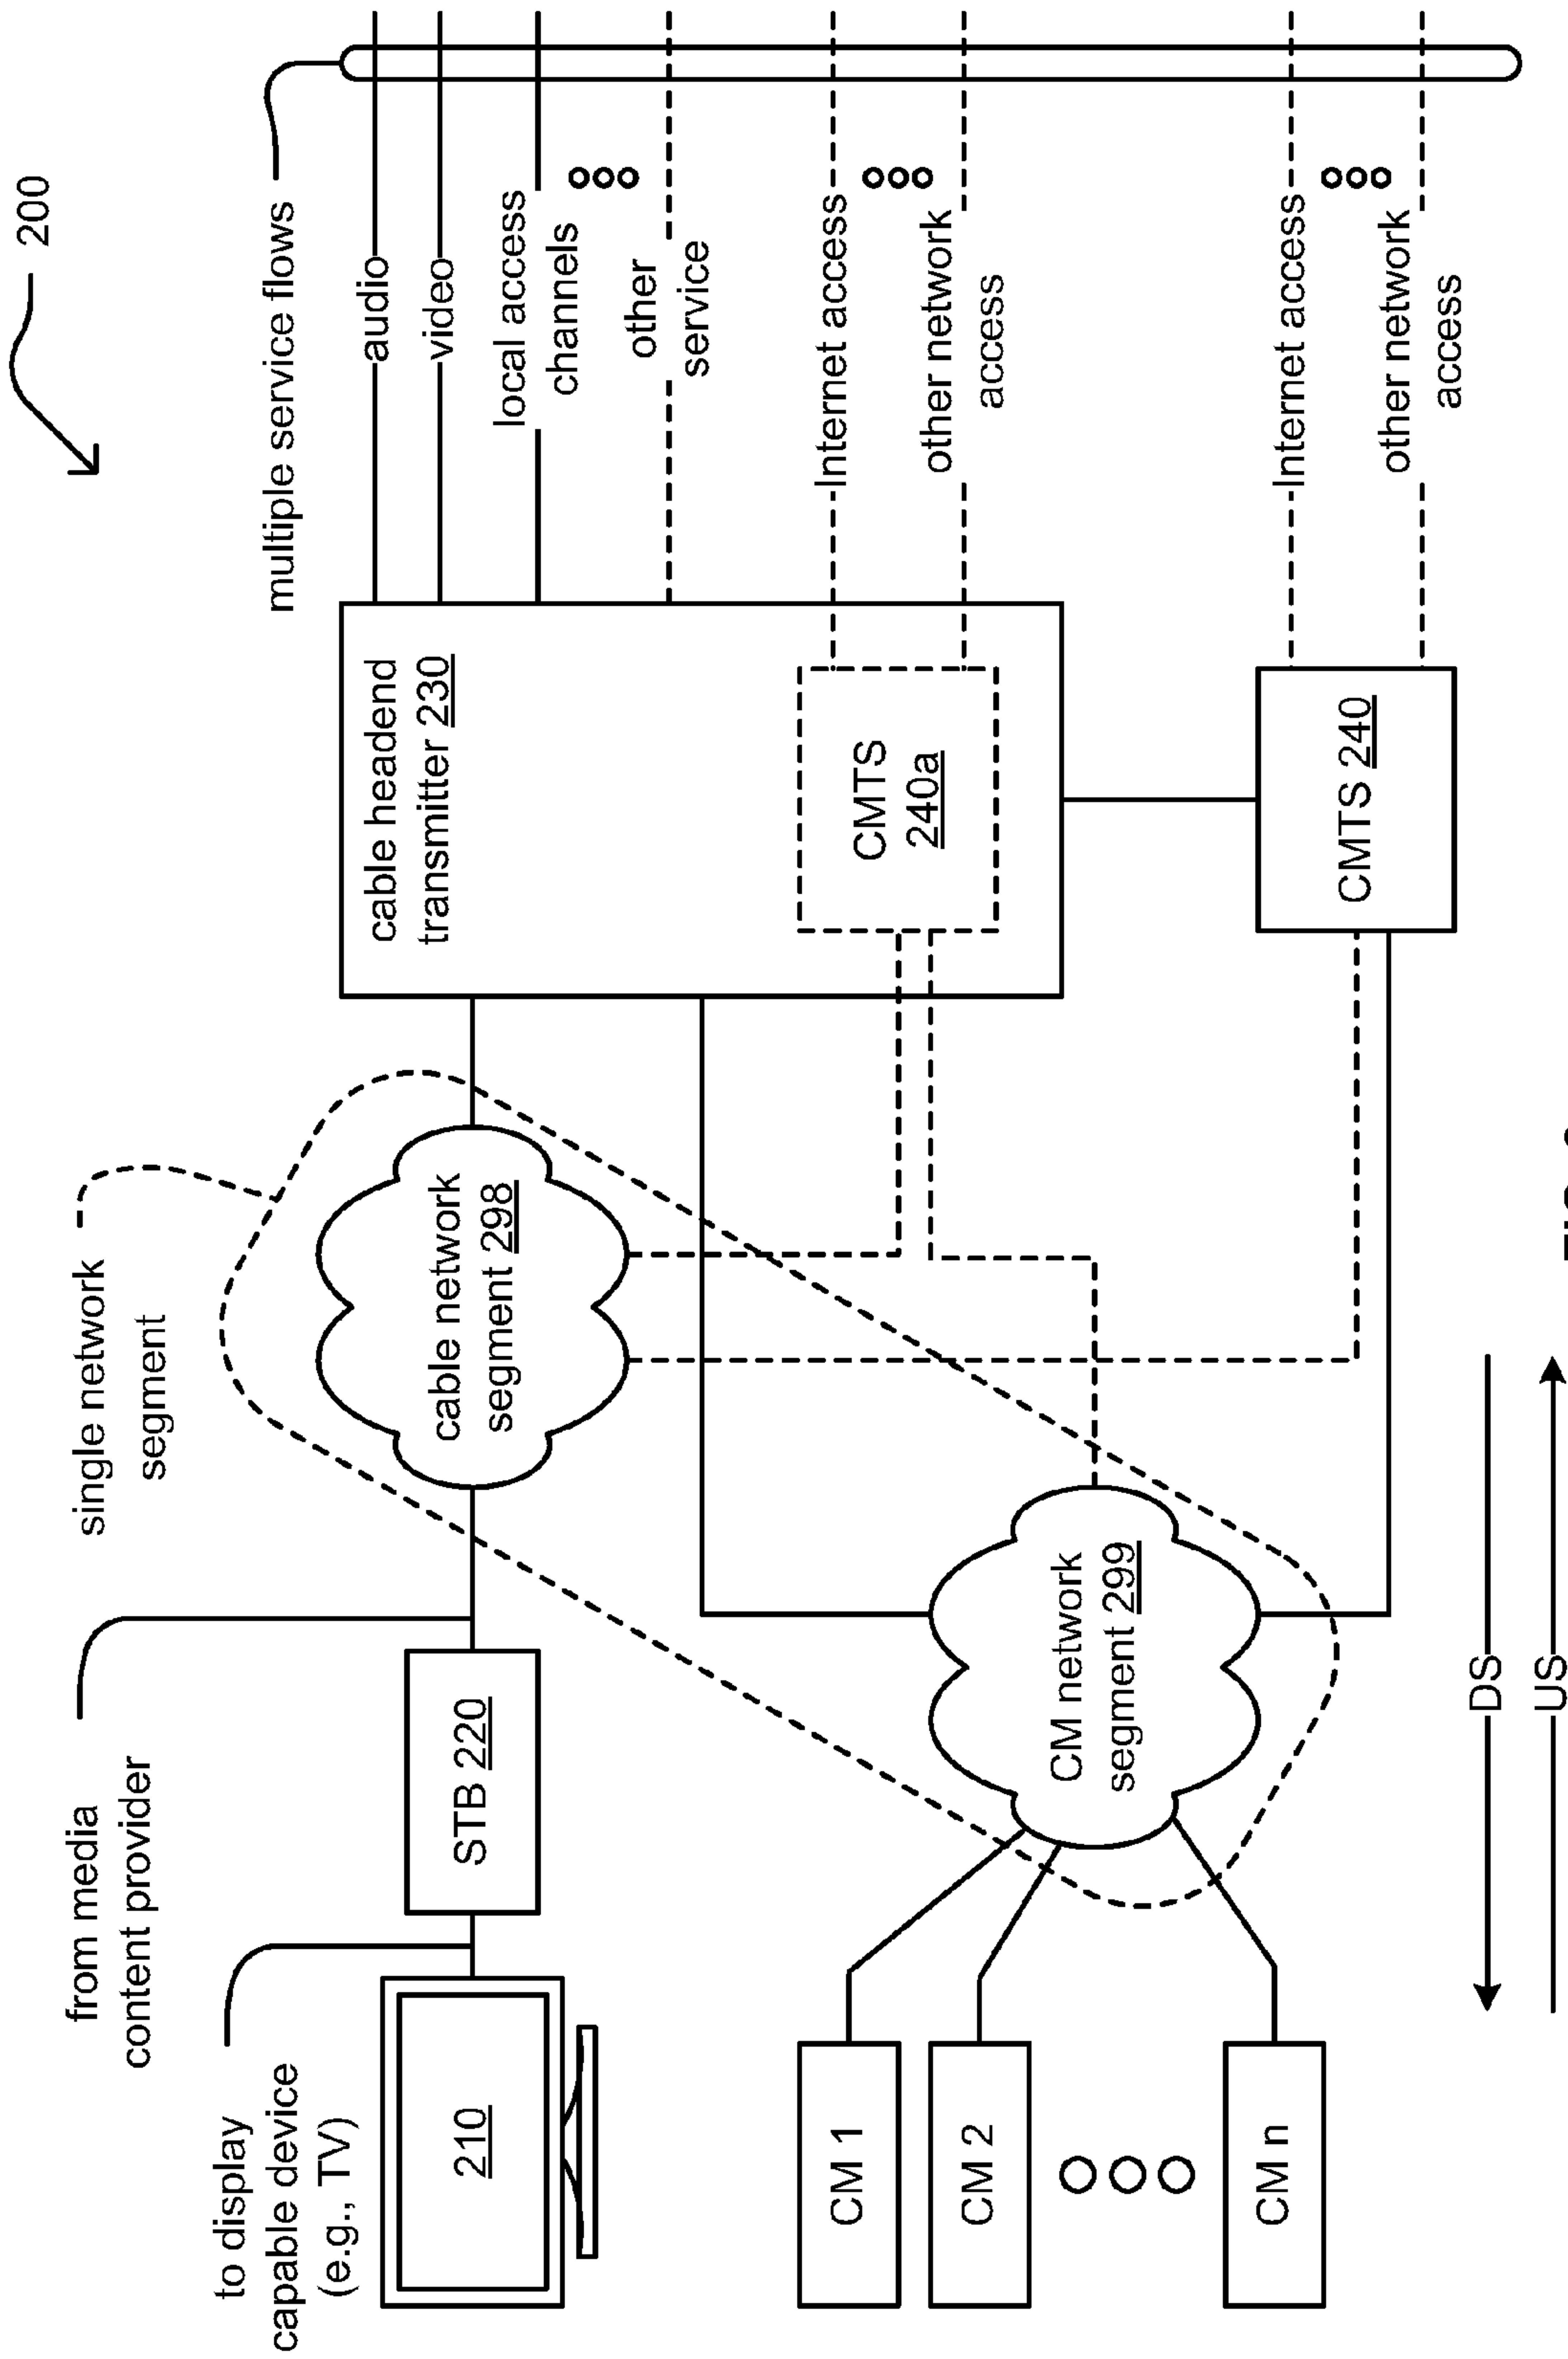 200
multiple service flows
audio
video
local access
channels
other
service
Internet access
other network
access
Internet access
other network
access
cable headend
transmitter 230
CMTS
240a
CMTS 240
single network
segment
cable network
segment 298
CM network
segment 299
from media
content provider
STB 220
to display
capable device
(e.g., TV)
210
CM 1
CM 2
CM n
DS
US